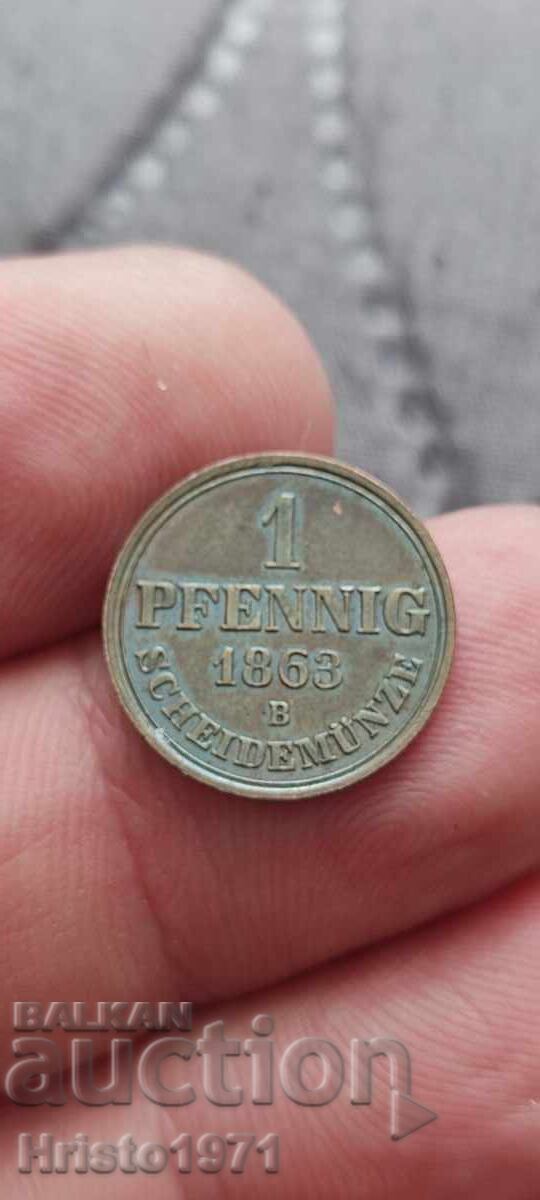 1
PFENNIG
1863
B
SCHEIDEMÜNZE
BALKAN
auction
Hristo1971